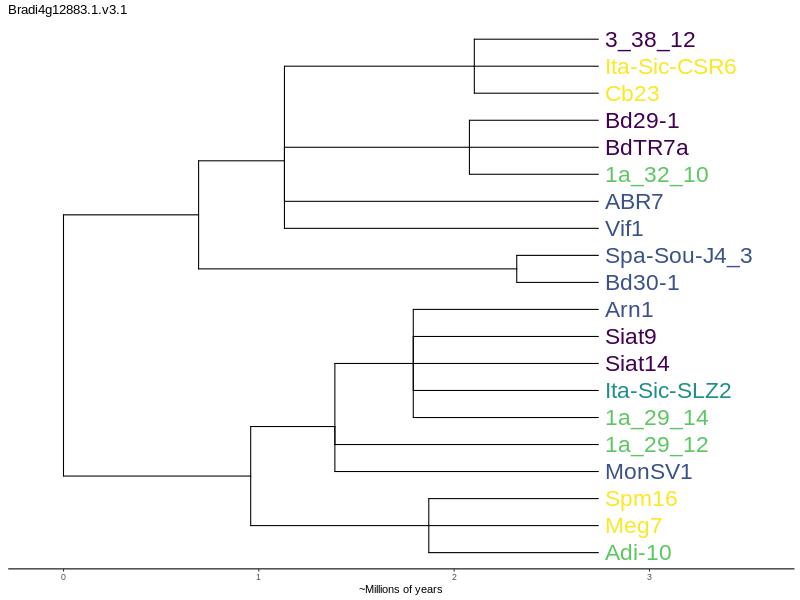 Bradi4g12883.1.v3.1
3_38_12
Ita-Sic-CSR6
Cb23
Bd29-1
BdTR7a
1a_32_10
ABR7
Vif1
Spa-Sou-J4_3
Bd30-1
Arn1
Siat9
Siat14
Ita-Sic-SLZ2
1a_29_14
1a_29_12
MonSV1
Spm16
Meg7
Adi-10
0 1 2 3
~Millions of years